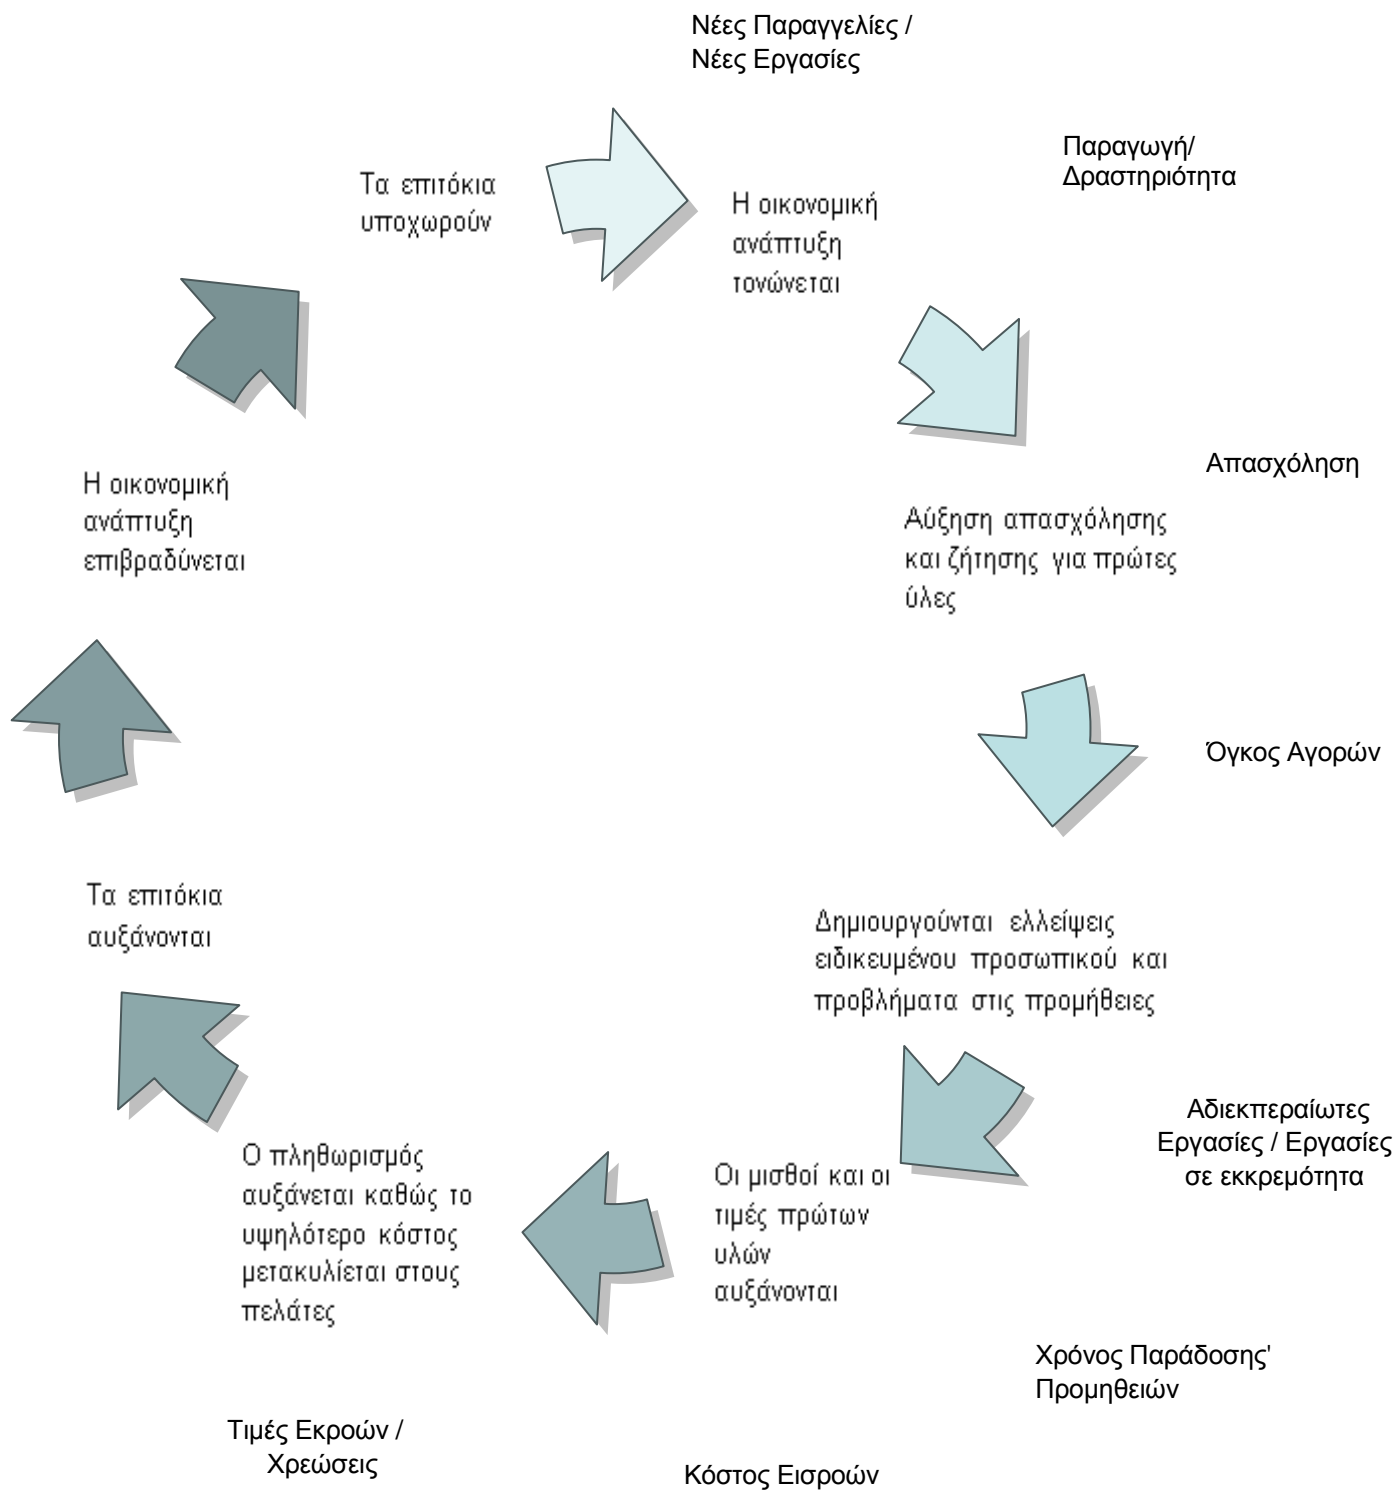 Νέες Παραγγελίες /
Νέες Εργασίες
Παραγωγή/
Δραστηριότητα
Τα επιτόκια
υποχωρούν
Η οικονομική
ανάπτυξη
τονώνεται
Απασχόληση
Η οικονομική
ανάπτυξη
επιβραδύνεται
Αύξηση απασχόλησης
και ζήτησης για πρώτες
ύλες
Όγκος Αγορών
Τα επιτόκια
αυξάνονται
Δημιουργούνται ελλείψεις
ειδικευμένου προσωπικού και
προβλήματα στις προμήθειες
Αδιεκπεραίωτες
Εργασίες / Εργασίες
σε εκκρεμότητα
Ο πληθωρισμός
αυξάνεται καθώς το
υψηλότερο κόστος
μετακυλίεται στους
πελάτες
Οι μισθοί και οι
τιμές πρώτων
υλών
αυξάνονται
Χρόνος Παράδοσης'
Προμηθειών
Τιμές Εκροών /
Χρεώσεις
Κόστος Εισροών